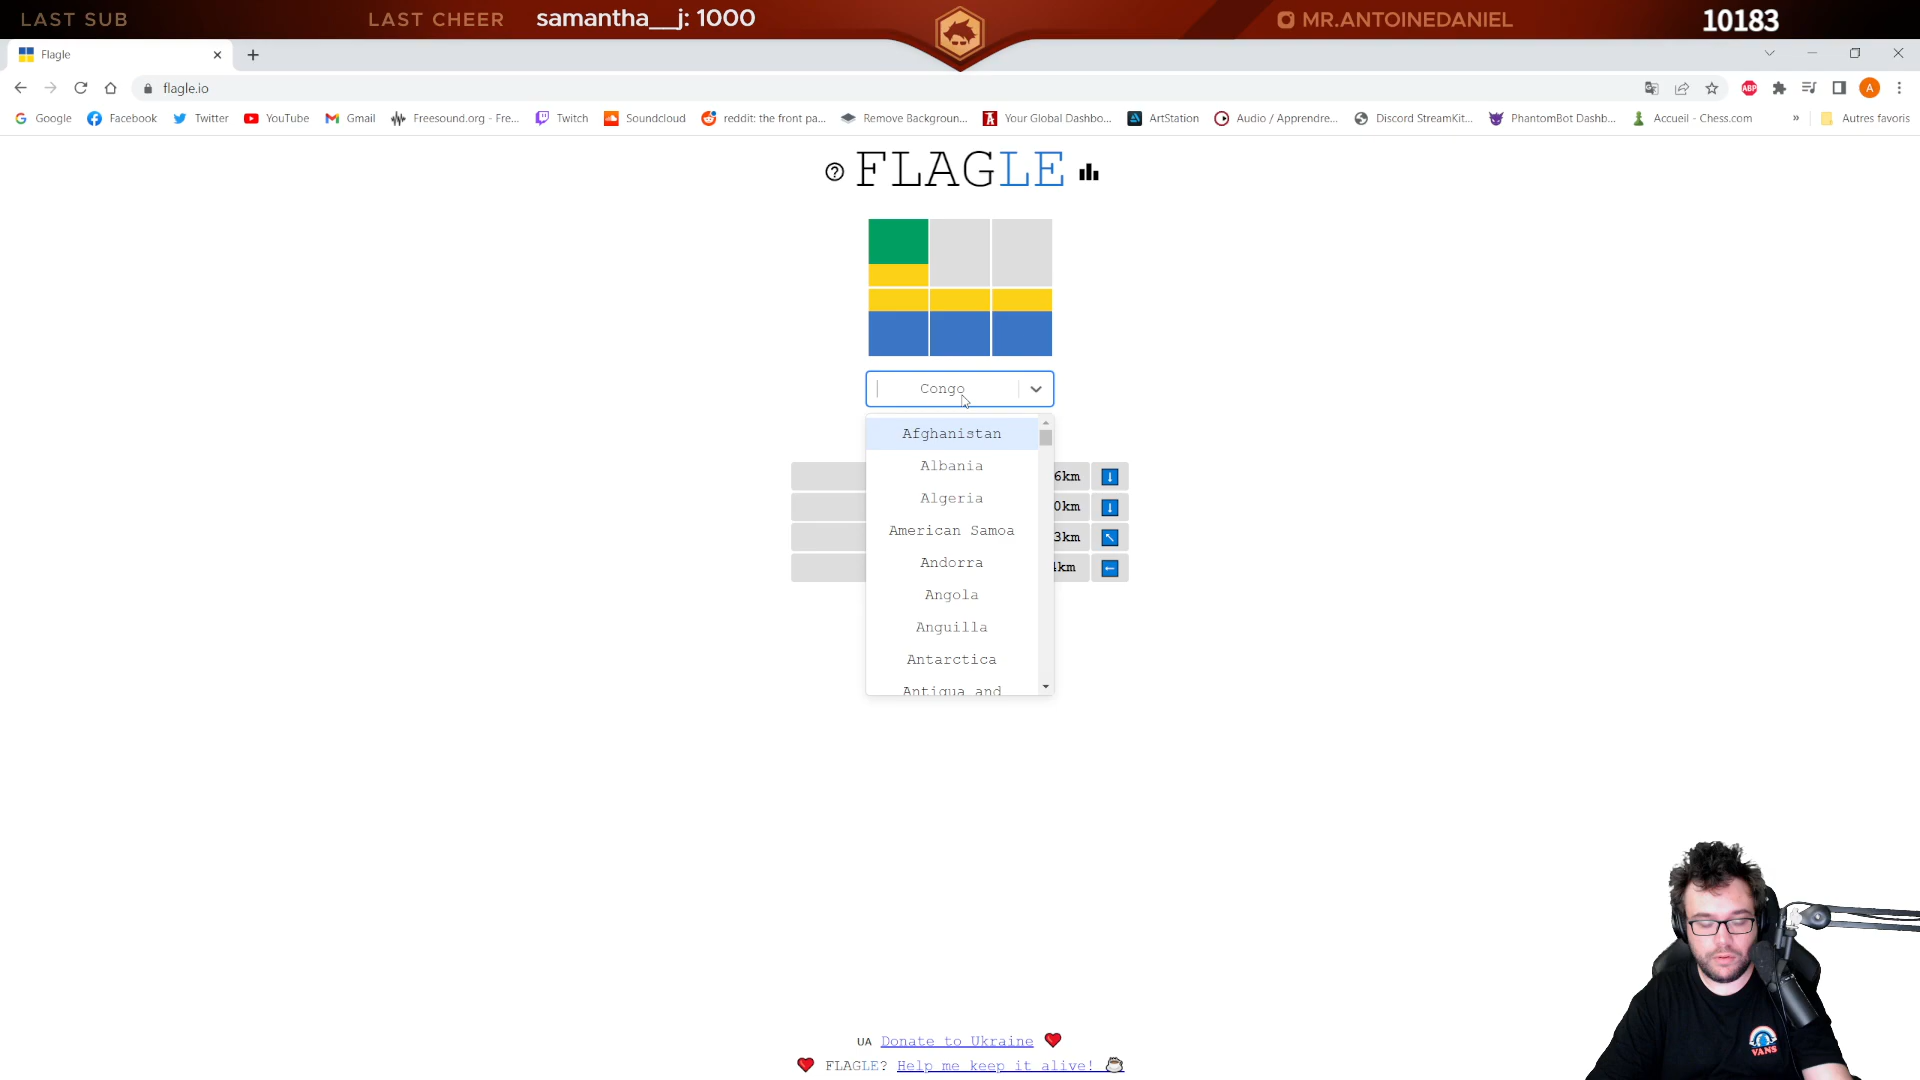 LAST SUB
LAST CHEER samantha__j: 1000
MR.ANTOINEDANIEL
10183
Flagle
flagle.io
ABP
A
Google Facebook Twitter YouTube Gmail Freesound.org - Fre... Twitch Soundcloud reddit: the front pa... Remove Backgroun... Your Global Dashbo... ArtStation Audio / Apprendre... Discord StreamKit... PhantomBot Dashb... Accueil - Chess.com » Autres favoris
FLAGLE
Congo
Afghanistan
Albania
6km
Algeria
0km
American Samoa
3km
Andorra
4km
Angola
Anguilla
Antarctica
Antigua and
VANS
UA Donate to Ukraine
FLAGLE? Help me keep it alive!